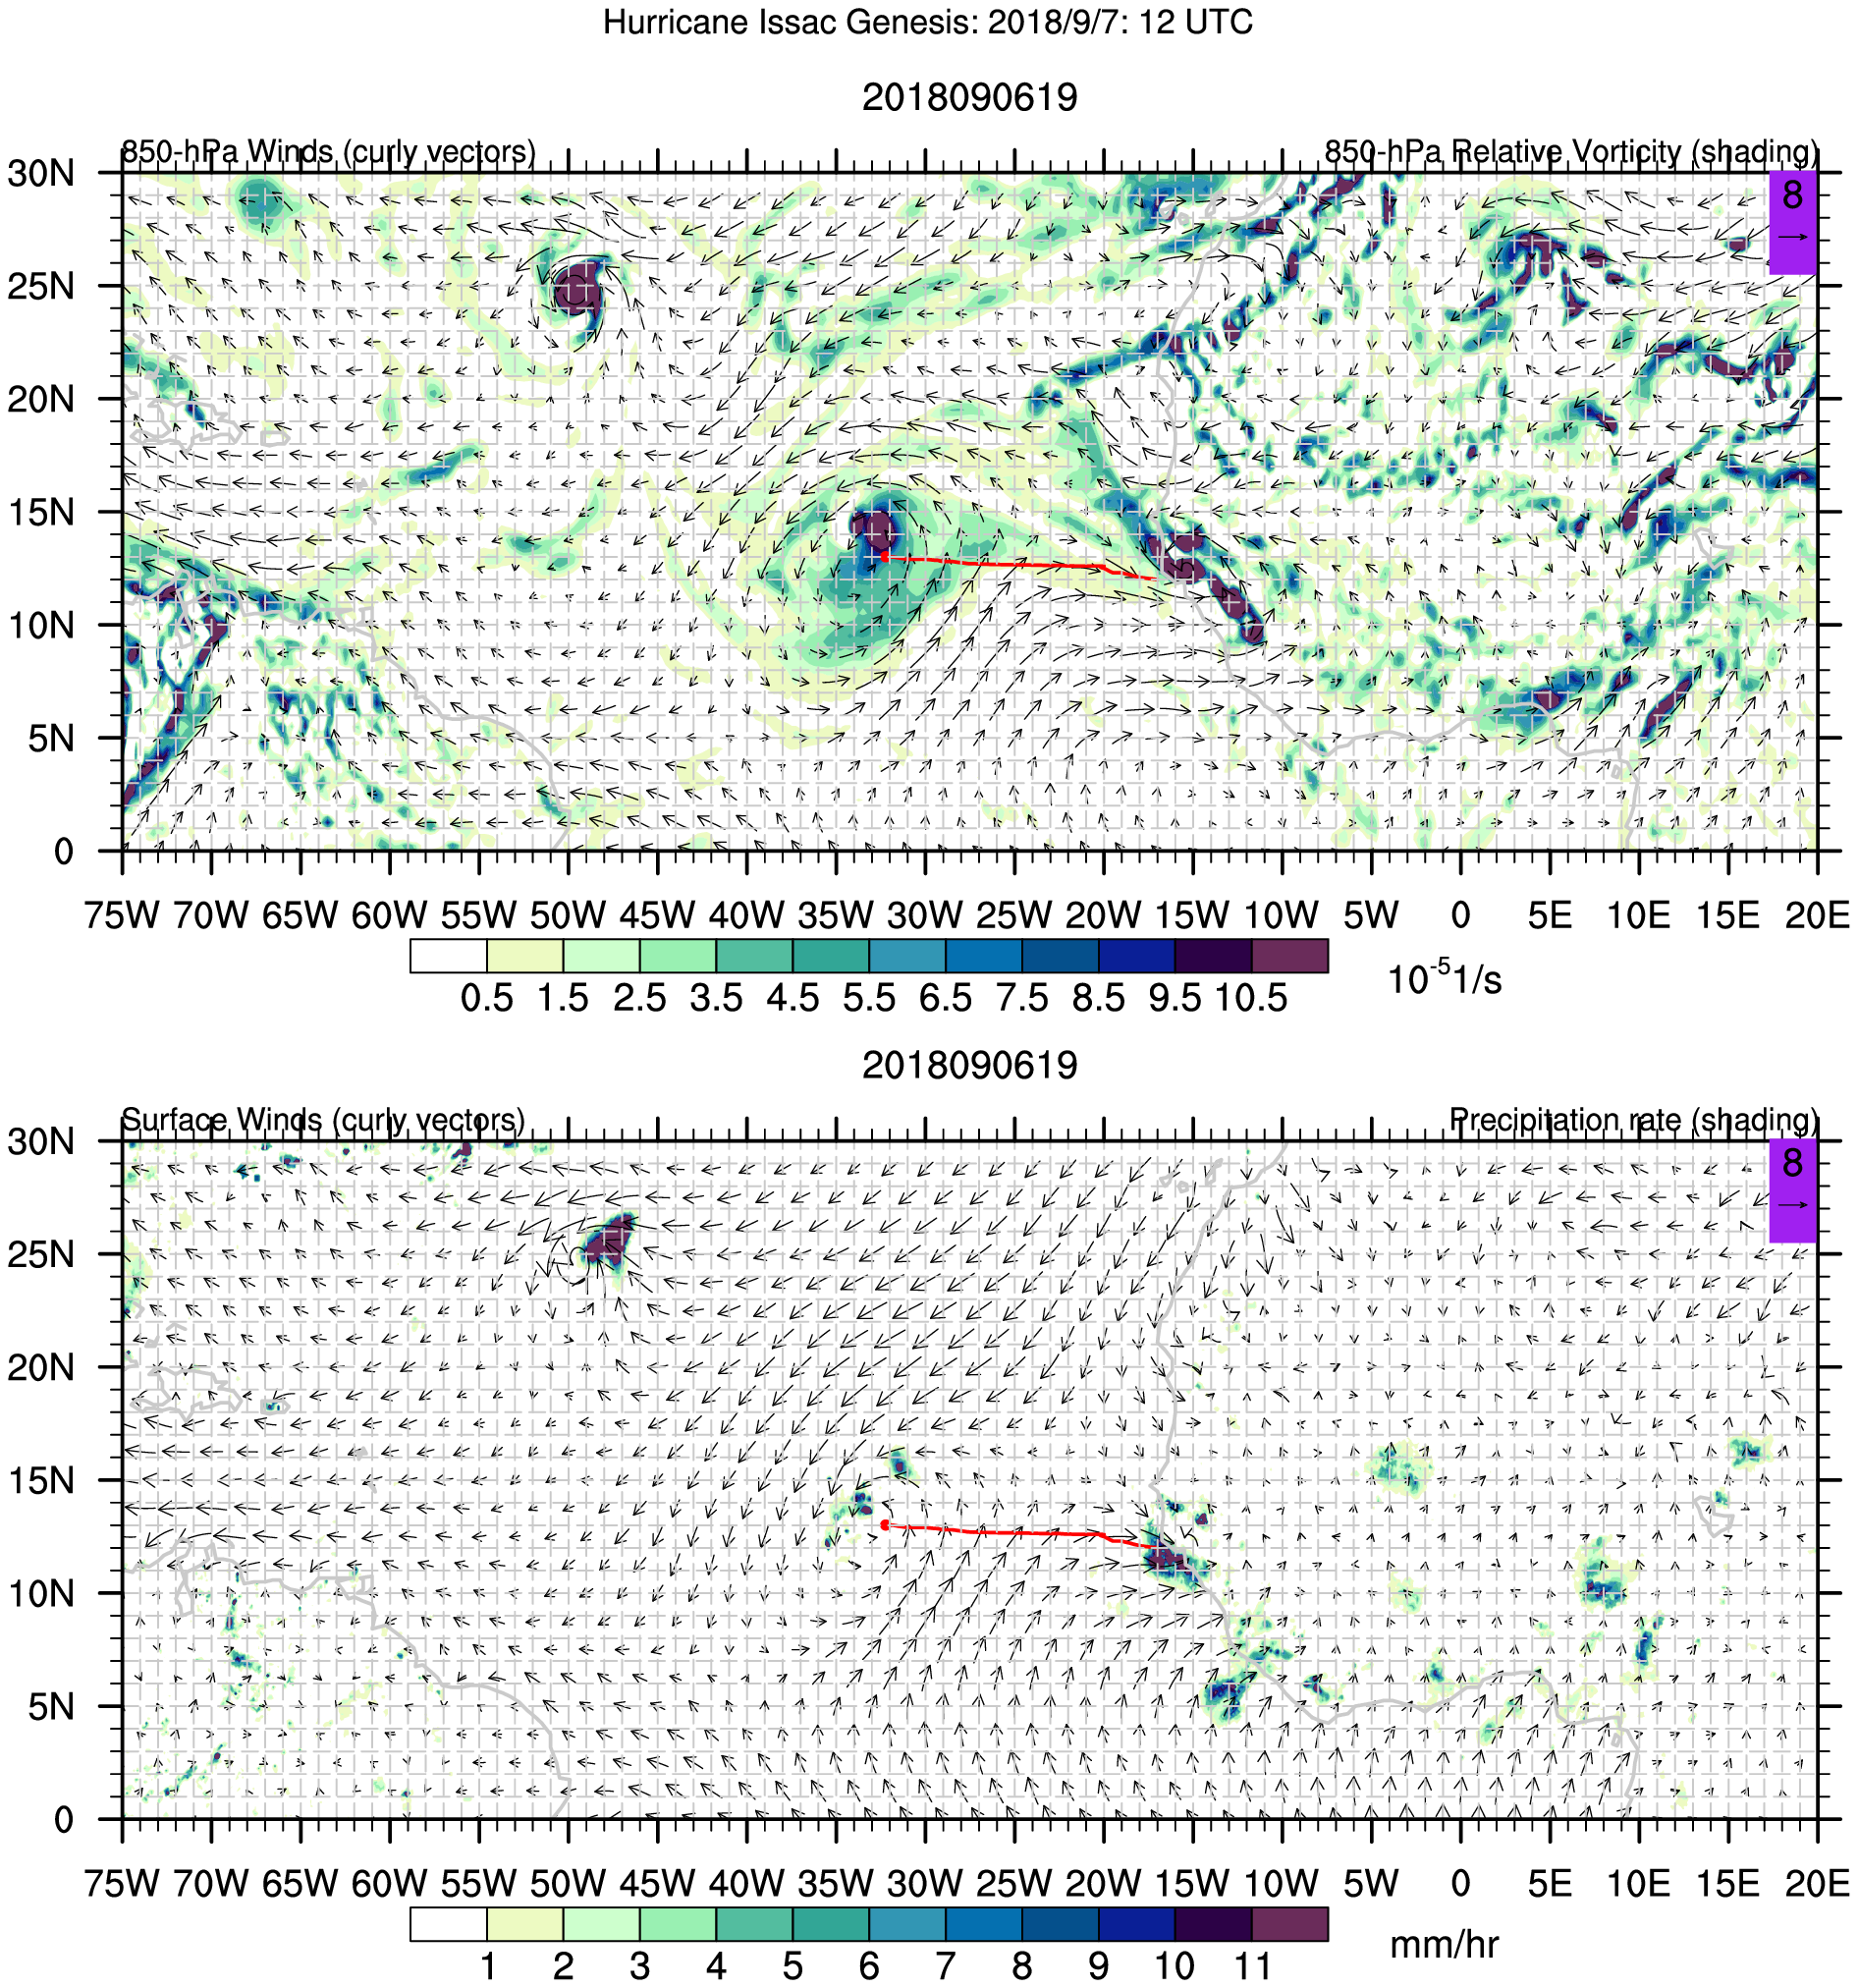 Hurricane Issac Genesis: 2018/9/7: 12 UTC
2018090619
850-hPa Winds (curly vectors) 850-hPa Relative Vorticity (shading)
30N
8
25N
20N
15N
10N
5N
0
75W 70W 65W 60W 55W 50W 45W 40W 35W 30W 25W 20W 15W 10W 5W 0 5E 10E 15E 20E
0.5 1.5 2.5 3.5 4.5 5.5 6.5 7.5 8.5 9.5 10.5
10⁻⁵1/s
2018090619
Surface Winds (curly vectors) Precipitation rate (shading)
30N
8
25N
20N
15N
10N
5N
0
75W 70W 65W 60W 55W 50W 45W 40W 35W 30W 25W 20W 15W 10W 5W 0 5E 10E 15E 20E
1 2 3 4 5 6 7 8 9 10 11
mm/hr